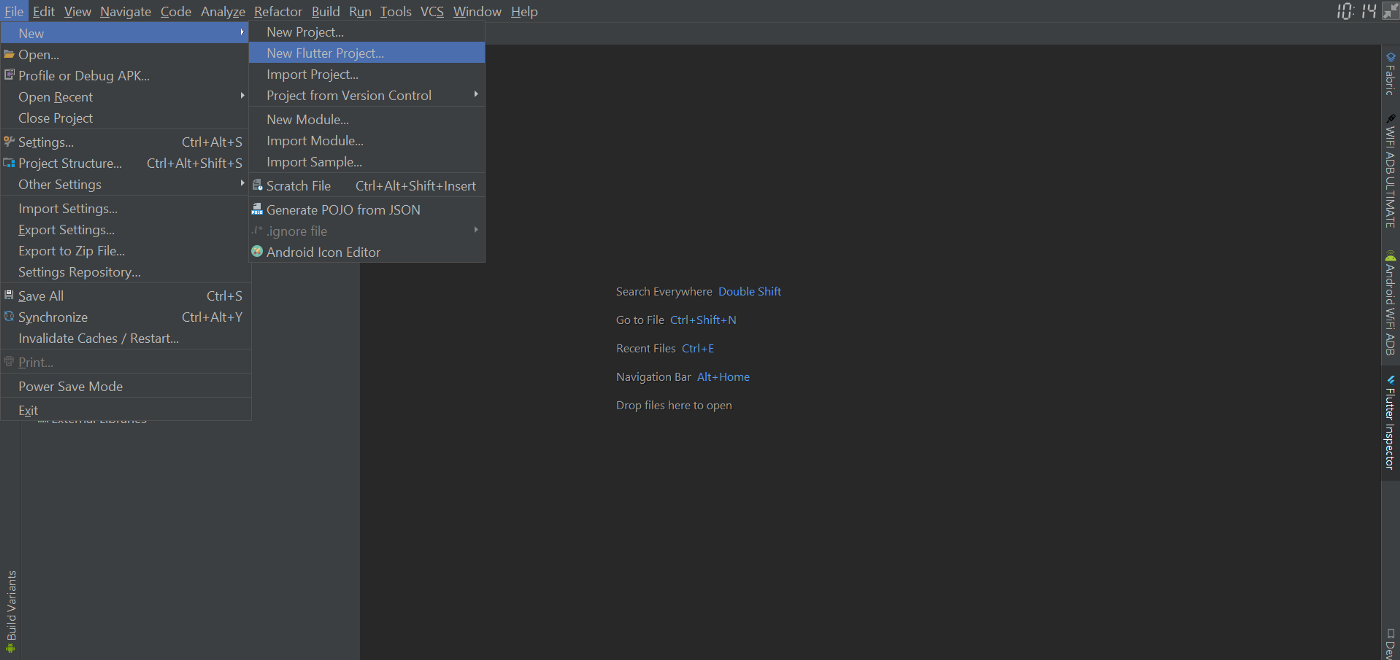 File Edit View Navigate Code Analyze Refactor Build Run Tools VCS Window Help
10:14
New
Open...
Profile or Debug APK...
Open Recent
Close Project
Settings... Ctrl+Alt+S
Project Structure... Ctrl+Alt+Shift+S
Other Settings
Import Settings...
Export Settings...
Export to Zip File...
Settings Repository...
Save All Ctrl+S
Synchronize Ctrl+Alt+Y
Invalidate Caches / Restart...
Print...
Power Save Mode
Exit
New Project...
New Flutter Project...
Import Project...
Project from Version Control
New Module...
Import Module...
Import Sample...
Scratch File Ctrl+Alt+Shift+Insert
Generate POJO from JSON
.ignore file
Android Icon Editor
External Libraries
Search Everywhere Double Shift
Go to File Ctrl+Shift+N
Recent Files Ctrl+E
Navigation Bar Alt+Home
Drop files here to open
Build Variants
Fabric
WIFI ADB ULTIMATE
Android WiFi ADB
Flutter Inspector
Dev